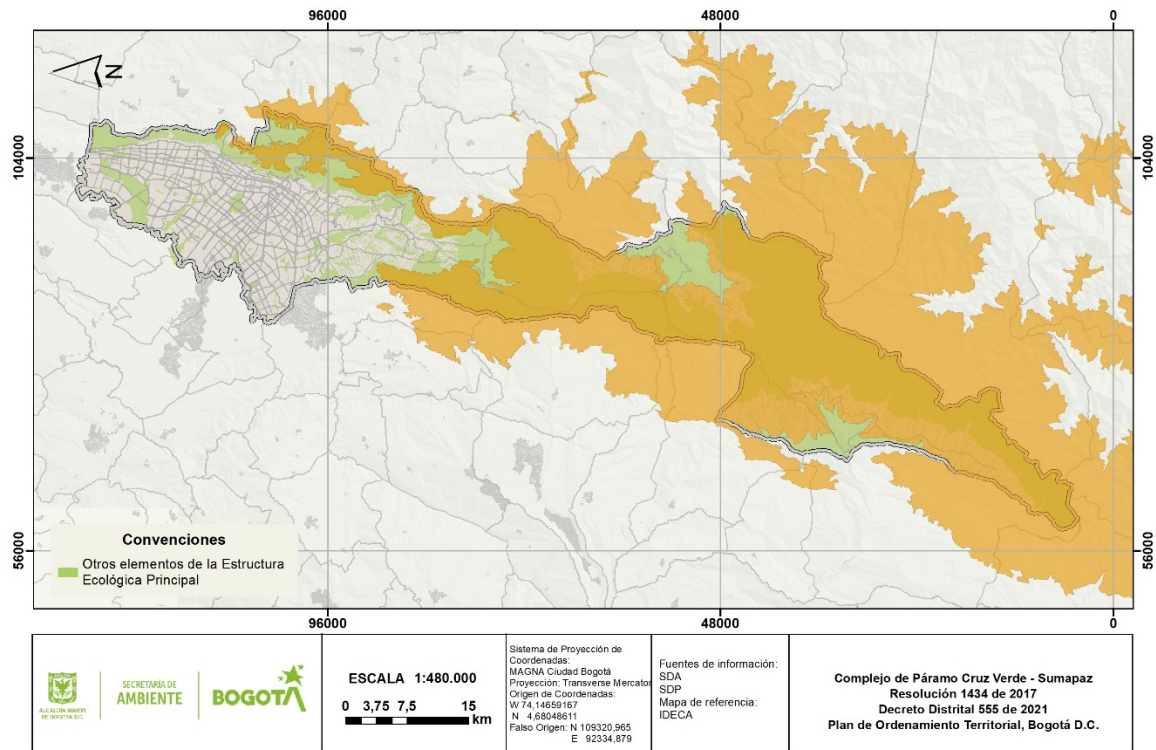 96000
48000
0
N
104000
104000
56000
56000
Convenciones
Otros elementos de la Estructura
Ecológica Principal
96000
48000
0
ALCALDÍA MAYOR
DE BOGOTÁ D.C.
SECRETARÍA DE
AMBIENTE
BOGOTÁ
ESCALA 1:480.000
0 3,75 7,5 15
km
Sistema de Proyección de
Coordenadas:
MAGNA Ciudad Bogotá
Proyección: Transverse Mercator
Origen de Coordenadas:
W 74,14659167
N 4,68048611
Falso Origen: N 109320,965
E 92334,879
Fuentes de información:
SDA
SDP
Mapa de referencia:
IDECA
Complejo de Páramo Cruz Verde - Sumapaz
Resolución 1434 de 2017
Decreto Distrital 555 de 2021
Plan de Ordenamiento Territorial, Bogotá D.C.